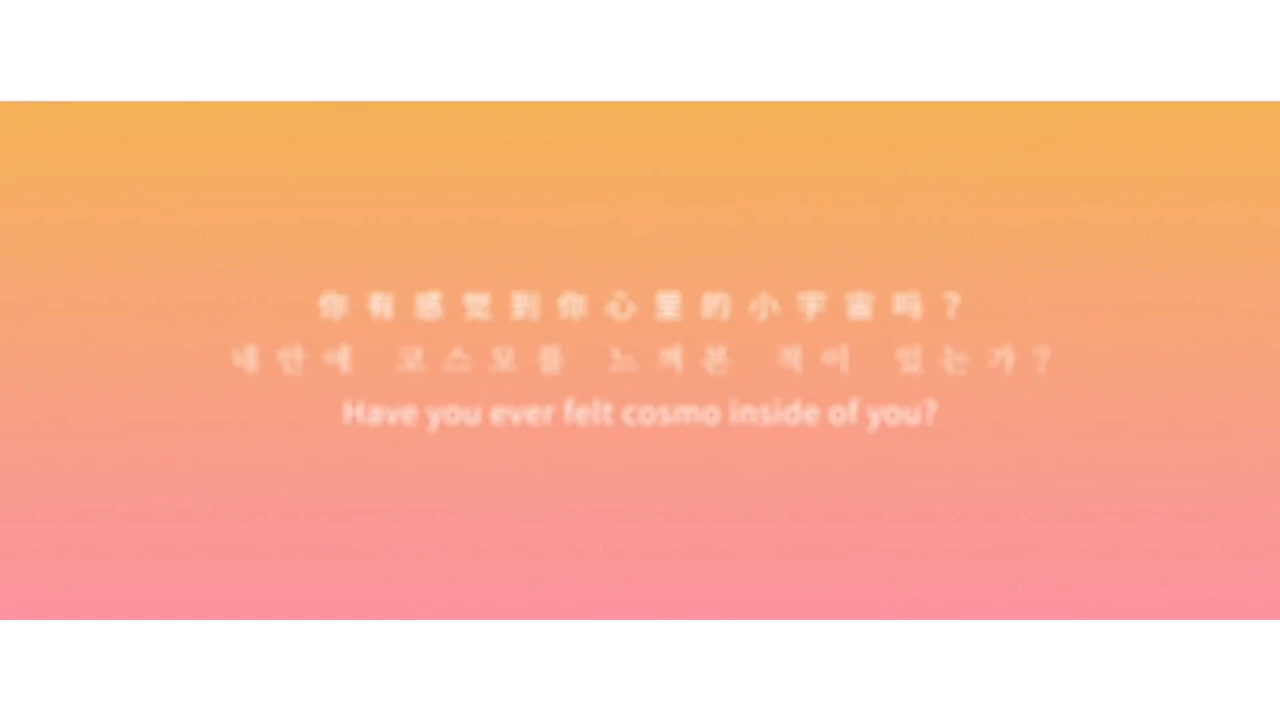 你有感觉到你心里的小宇宙吗？
네안에 코스모를 느껴본 적이 있는가?
Have you ever felt cosmo inside of you?